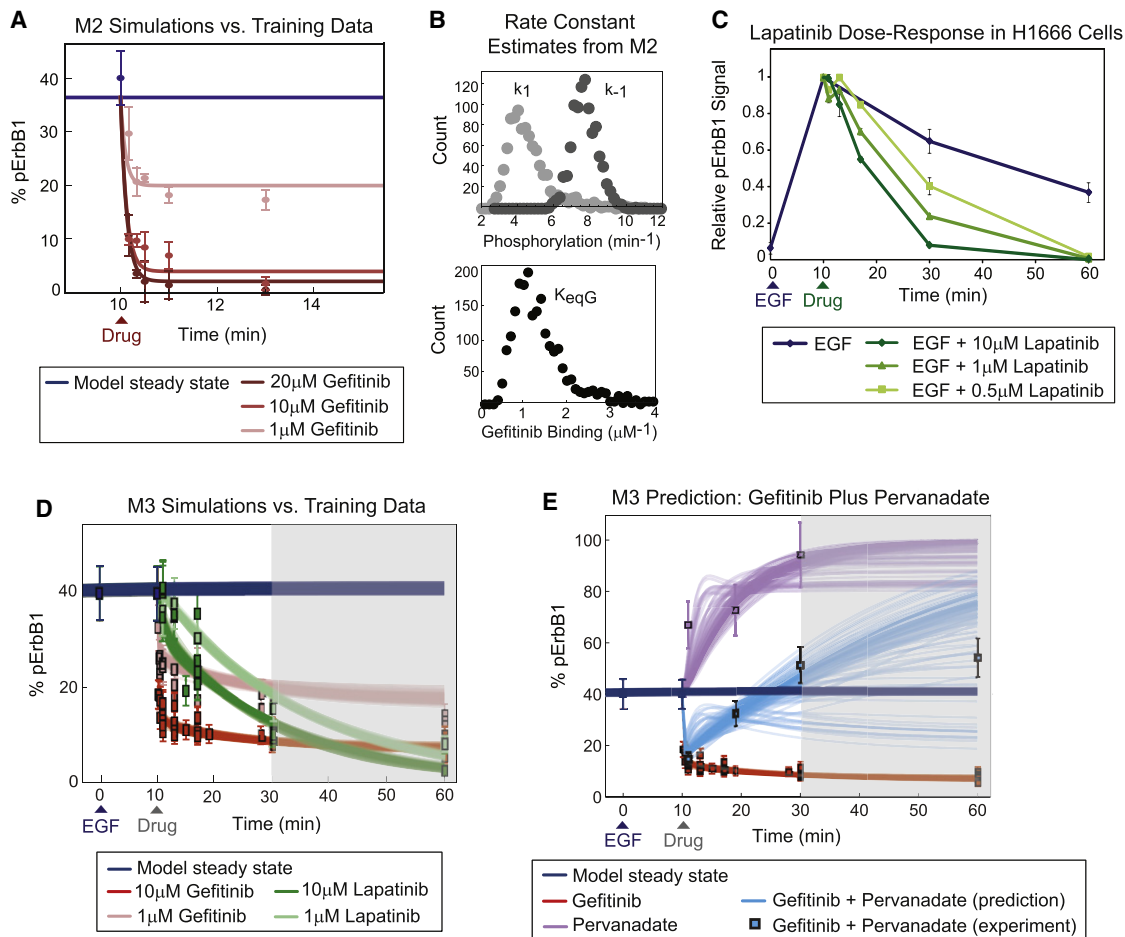 A
M2 Simulations vs. Training Data
% pErbB1
40
30
20
10
0
10
12
14
Drug
Time (min)
Model steady state
20μM Gefitinib
10μM Gefitinib
1μM Gefitinib
B
Rate Constant
Estimates from M2
Count
120
100
80
60
40
20
k1
k-1
2
4
6
8
10
12
Phosphorylation (min-1)
Count
200
150
100
50
KeqG
0
1
2
3
4
Gefitinib Binding (μM-1)
C
Lapatinib Dose-Response in H1666 Cells
Relative pErbB1 Signal
1
0.8
0.6
0.4
0.2
0
0
10
20
30
40
50
60
EGF
Drug
Time (min)
EGF
EGF + 10μM Lapatinib
EGF + 1μM Lapatinib
EGF + 0.5μM Lapatinib
D
M3 Simulations vs. Training Data
% pErbB1
40
20
0
0
10
20
30
40
50
60
EGF
Drug
Time (min)
Model steady state
10μM Gefitinib
10μM Lapatinib
1μM Gefitinib
1μM Lapatinib
E
M3 Prediction: Gefitinib Plus Pervanadate
% pErbB1
100
80
60
40
20
0
0
10
20
30
40
50
60
EGF
Drug
Time (min)
Model steady state
Gefitinib
Gefitinib + Pervanadate (prediction)
Pervanadate
Gefitinib + Pervanadate (experiment)